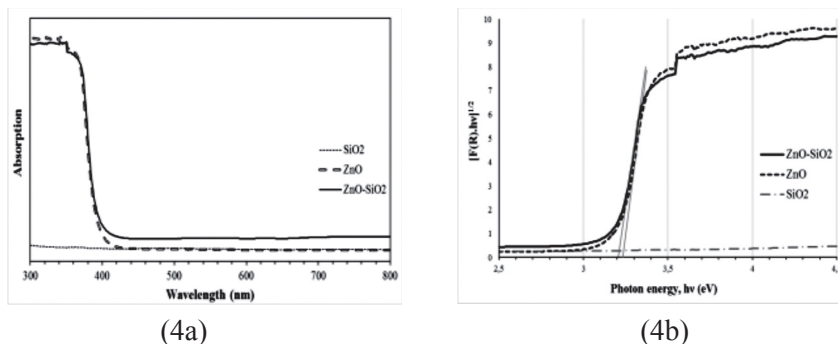 Absorption
SiO2
ZnO
ZnO-SiO2
300 400 500 600 700 800
Wavelength (nm)
(4a)
[F(R).hv]1/2
10
9
8
7
6
5
4
3
2
1
0
ZnO-SiO2
ZnO
SiO2
2,5 3 3,5 4 4,
Photon energy, hv (eV)
(4b)